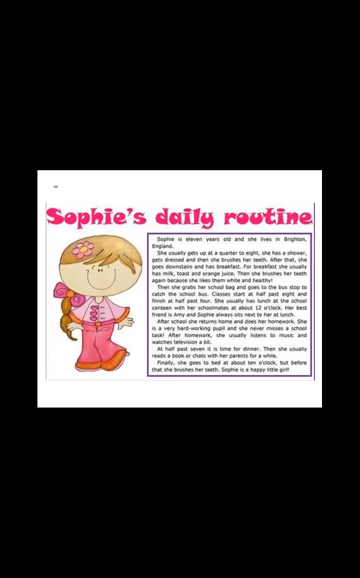 Sophie's daily routine
Sophie is eleven years old and she lives in Brighton,
England.
She usually gets up at a quarter to eight, she has a shower,
gets dressed and then she brushes her teeth. After that, she
goes downstairs and has breakfast. For breakfast she usually
has milk, toast and orange juice. Then she brushes her teeth
again because she likes them white and healthy!
Then she grabs her school bag and goes to the bus stop to
catch the school bus. Classes start at half past eight and
finish at half past four. She usually has lunch at the school
canteen with her schoolmates at about 12 o'clock. Her best
friend is Amy and Sophie always sits next to her at lunch.
After school she returns home and does her homework. She
is a very hard-working pupil and she never misses a school
task! After homework, she usually listens to music and
watches television a bit.
At half past seven it is time for dinner. Then she usually
reads a book or chats with her parents for a while.
Finally, she goes to bed at about ten o'clock, but before
that she brushes her teeth. Sophie is a happy little girl!